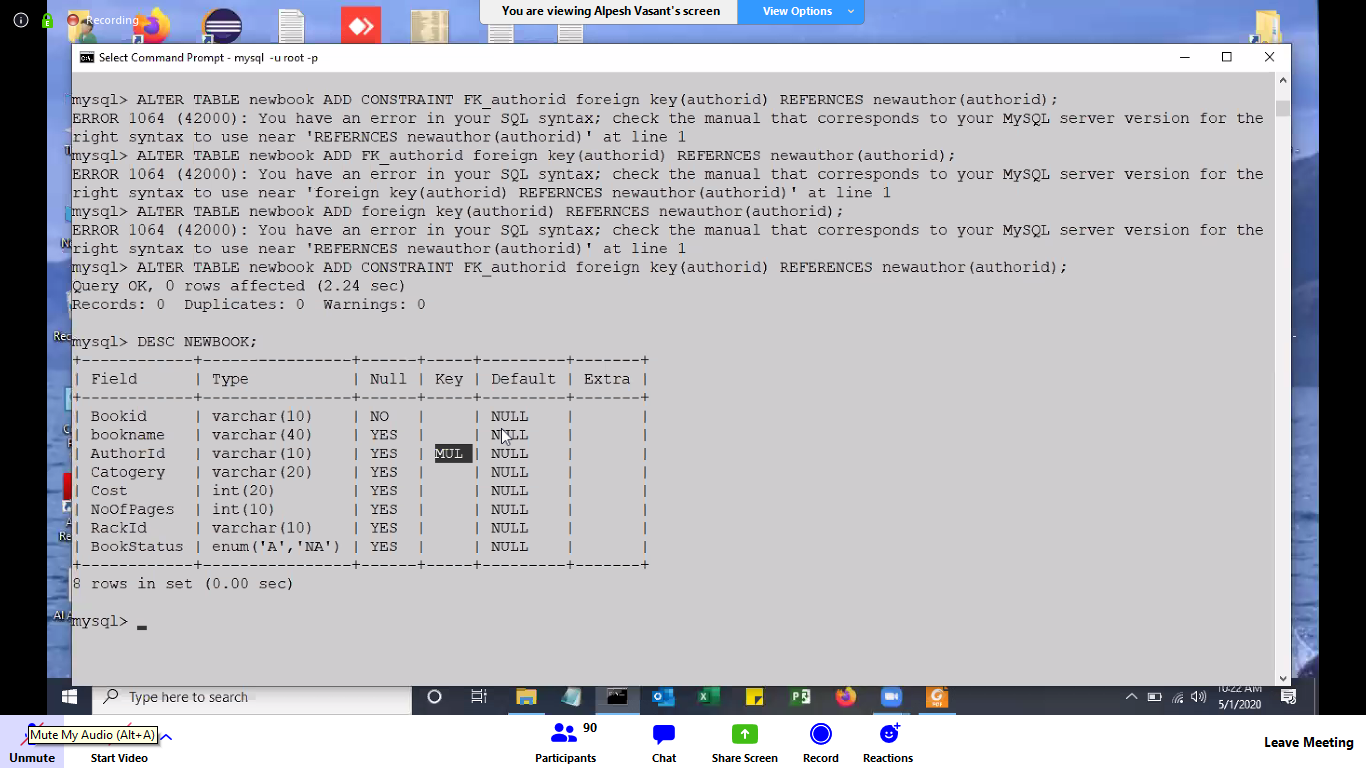 Recording
You are viewing Alpesh Vasant's screen
View Options
Select Command Prompt - mysql -u root -p
mysql> ALTER TABLE newbook ADD CONSTRAINT FK_authorid foreign key(authorid) REFERNCES newauthor(authorid);
ERROR 1064 (42000): You have an error in your SQL syntax; check the manual that corresponds to your MySQL server version for the
right syntax to use near 'REFERNCES newauthor(authorid)' at line 1
mysql> ALTER TABLE newbook ADD FK_authorid foreign key(authorid) REFERNCES newauthor(authorid);
ERROR 1064 (42000): You have an error in your SQL syntax; check the manual that corresponds to your MySQL server version for the
right syntax to use near 'foreign key(authorid) REFERNCES newauthor(authorid)' at line 1
mysql> ALTER TABLE newbook ADD foreign key(authorid) REFERNCES newauthor(authorid);
ERROR 1064 (42000): You have an error in your SQL syntax; check the manual that corresponds to your MySQL server version for the
right syntax to use near 'REFERNCES newauthor(authorid)' at line 1
mysql> ALTER TABLE newbook ADD CONSTRAINT FK_authorid foreign key(authorid) REFERENCES newauthor(authorid);
Query OK, 0 rows affected (2.24 sec)
Records: 0  Duplicates: 0  Warnings: 0
mysql> DESC NEWBOOK;
+------------+----------------+------+-----+---------+-------+
| Field      | Type           | Null | Key | Default | Extra |
+------------+----------------+------+-----+---------+-------+
| Bookid     | varchar(10)    | NO   |     | NULL    |       |
| bookname   | varchar(40)    | YES  |     | NULL    |       |
| AuthorId   | varchar(10)    | YES  | MUL | NULL    |       |
| Catogery   | varchar(20)    | YES  |     | NULL    |       |
| Cost       | int(20)        | YES  |     | NULL    |       |
| NoOfPages  | int(10)        | YES  |     | NULL    |       |
| RackId     | varchar(10)    | YES  |     | NULL    |       |
| BookStatus | enum('A','NA') | YES  |     | NULL    |       |
+------------+----------------+------+-----+---------+-------+
8 rows in set (0.00 sec)
mysql> _
Type here to search
10:22 AM
5/1/2020
Mute My Audio (Alt+A)
90
Unmute
Start Video
Participants
Chat
Share Screen
Record
Reactions
Leave Meeting